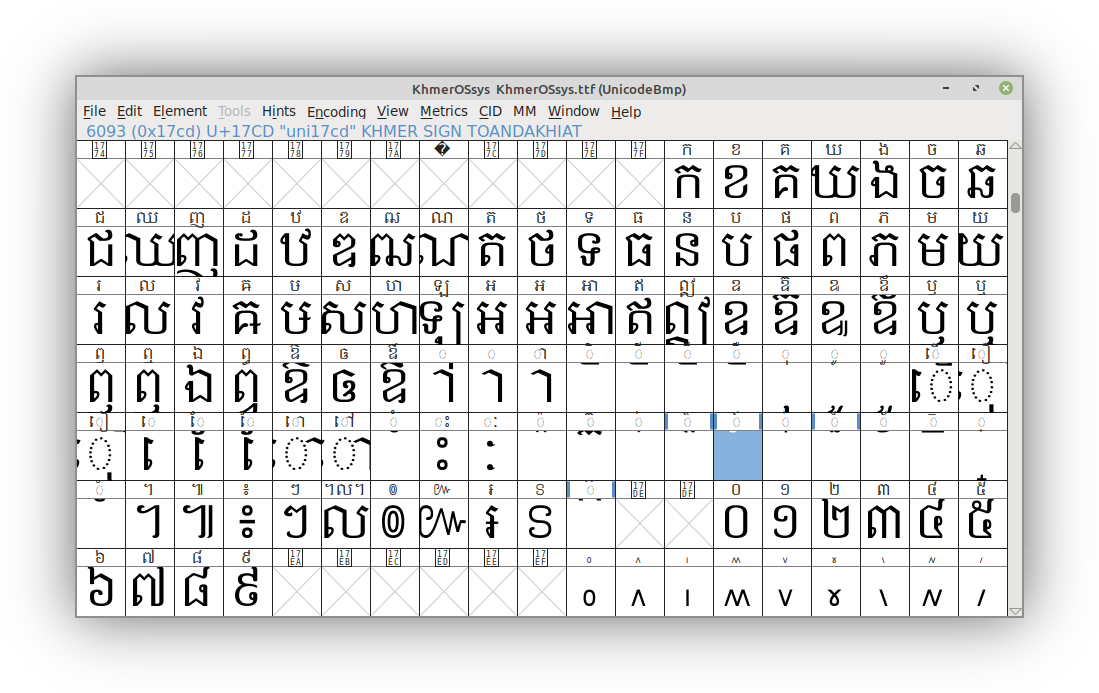 KhmerOSsys KhmerOSsys.ttf (UnicodeBmp)
File Edit Element Tools Hints Encoding View Metrics CID MM Window Help
6093 (0x17cd) U+17CD "uni17cd" KHMER SIGN TOANDAKHIAT
1774 1775 1776 1777 1778 1779 177A � 177C 177D 177E 177F ក ខ គ ឃ ង ច ឆ
ក ខ គ ឃ ង ច ឆ
ជ ឈ ញ ដ ឋ ឌ ឍ ណ ត ថ ទ ធ ន ប ផ ព ភ ម យ
ជ ឈ ញ ដ ឋ ឌ ឍ ណ ត ថ ទ ធ ន ប ផ ព ភ ម យ
រ ល វ ឝ ឞ ស ហ ឡ អ ឣ ឤ ឥ ឦ ឧ ឨ ឩ ឪ ឫ ឬ
រ ល វ ឝ ឞ ស ហ ឡ អ ឣ ឤ ឥ ឦ ឧ ឨ ឩ ឪ ឫ ឬ
ឭ ឮ ឯ ឰ ឱ ឲ ឳ ា ិ ី ឹ ឺ ុ ូ ួ ើ ឿ
ឭ ឮ ឯ ឰ ឱ ឲ ឳ ា ា ា ើ ឿ
ៀ េ ែ ៃ ោ ៅ ំ ះ ៈ ៉ ៊ ់ ៌ ៍ ៎ ៏ ័ ៑ ្
ៀ េ ែ ៃ ោ ៅ ះ ៈ
៓ ។ ៕ ៖ ៗ ៘ ៙ ៚ ៛ ៜ ៝ 17DE 17DF ០ ១ ២ ៣ ៤ ៥
។ ៕ ៖ ៗ ល ៙ ៚ ៛ ៜ ០ ១ ២ ៣ ៤ ៥
៦ ៧ ៨ ៩ 17EA 17EB 17EC 17ED 17EE 17EF ៰ ៱ ៲ ៳ ៴ ៵ ៶ ៷ ៸
៦ ៧ ៨ ៩ ៰ ៱ ៲ ៳ ៴ ៵ ៶ ៷ ៸